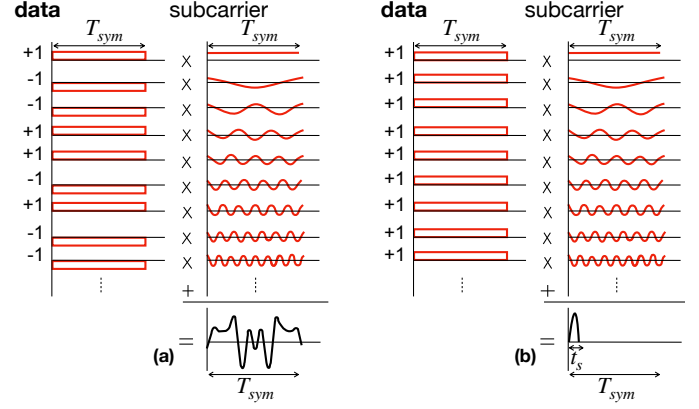 data subcarrier
T_sym T_sym
+1 X
-1 X
-1 X
+1 X
+1 X
-1 X
+1 X
-1 X
-1 X
⋮ + ⋮
(a) =
T_sym
data subcarrier
T_sym T_sym
+1 X
+1 X
+1 X
+1 X
+1 X
+1 X
+1 X
+1 X
+1 X
⋮ + ⋮
(b) =
t_s
T_sym